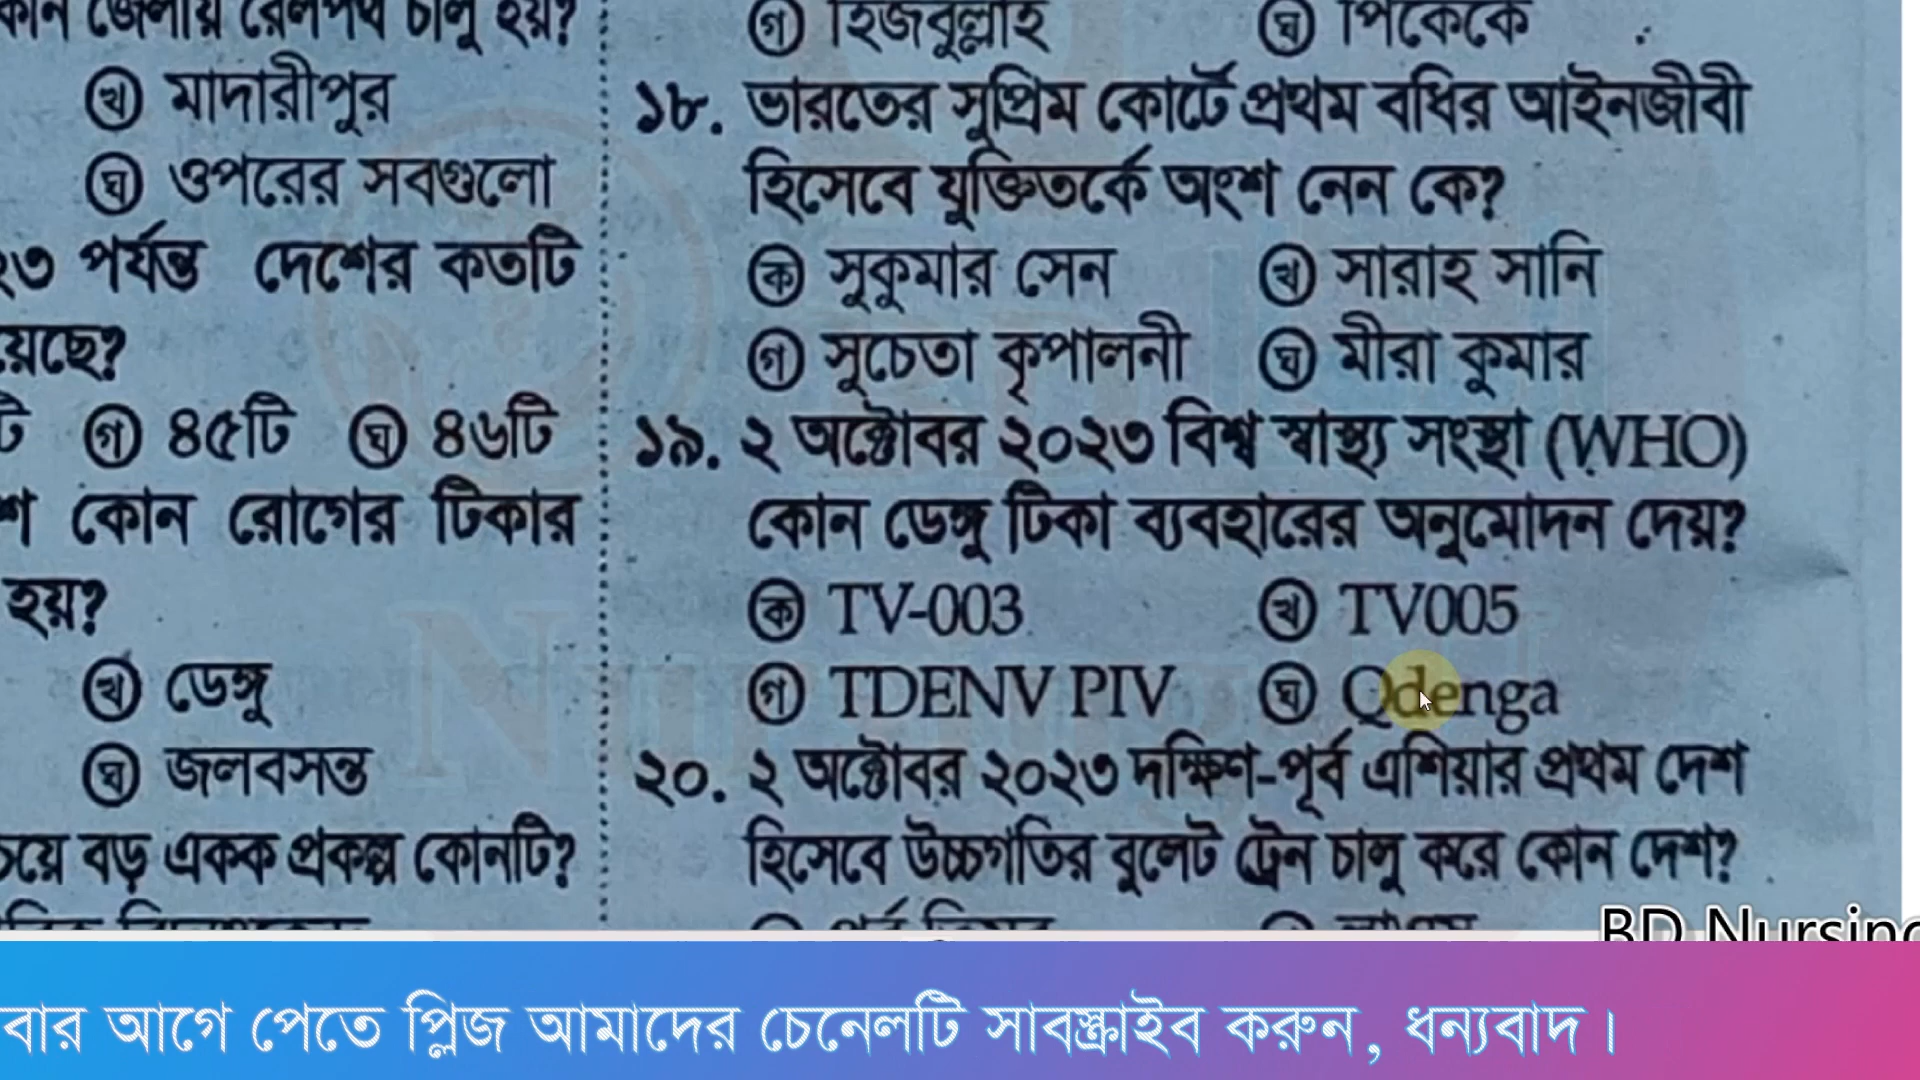 কোন জেলায় রেলপথ চালু হয়?
খ মাদারীপুর
ঘ ওপরের সবগুলো
২৩ পর্যন্ত দেশের কতটি
য়েছে?
টি গ ৪৫টি ঘ ৪৬টি
শ কোন রোগের টিকার
হয়?
খ ডেঙ্গু
ঘ জলবসন্ত
চয়ে বড় একক প্রকল্প কোনটি?
গ হিজবুল্লাহ ঘ পিকেকে
১৮. ভারতের সুপ্রিম কোর্টে প্রথম বধির আইনজীবী
হিসেবে যুক্তিতর্কে অংশ নেন কে?
ক সুকুমার সেন খ সারাহ সানি
গ সুচেতা কৃপালনী ঘ মীরা কুমার
১৯. ২ অক্টোবর ২০২৩ বিশ্ব স্বাস্থ্য সংস্থা (WHO)
কোন ডেঙ্গু টিকা ব্যবহারের অনুমোদন দেয়?
ক TV-003 খ TV005
গ TDENV PIV ঘ Qdenga
২০. ২ অক্টোবর ২০২৩ দক্ষিণ-পূর্ব এশিয়ার প্রথম দেশ
হিসেবে উচ্চগতির বুলেট ট্রেন চালু করে কোন দেশ?
BD Nursing
বার আগে পেতে প্লিজ আমাদের চেনেলটি সাবস্ক্রাইব করুন, ধন্যবাদ।